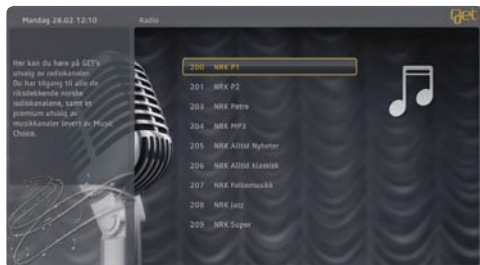 Mandag 28.02 12:10
Radio
Get
Her kan du høre på GET's
utvalg av radiokanaler.
Du har tilgang til alle de
riksdekkende norske
radiokanalene, samt et
premium utvalg av
musikkanaler levert av Music
Choice.
200 NRK P1
201 NRK P2
203 NRK Petre
204 NRK MP3
205 NRK Alltid Nyheter
206 NRK Alltid klassisk
207 NRK Folkemusikk
208 NRK Jazz
209 NRK Super